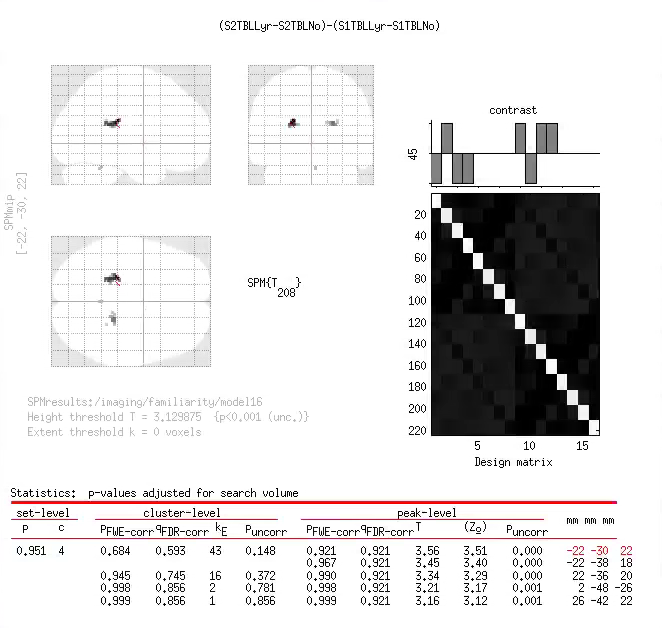 (S2TBLLyr-S2TBLNo)-(S1TBLLyr-S1TBLNo)
SPMmip
[-22, -30, 22]
SPM{T208}
contrast
45
20
40
60
80
100
120
140
160
180
200
220
5 10 15
Design matrix
SPMresults:/imaging/familiarity/model16
Height threshold T = 3.129875 {p<0.001 (unc.)}
Extent threshold k = 0 voxels
Statistics: p-values adjusted for search volume
set-level cluster-level peak-level mm mm mm
p c pFWE-corr qFDR-corr kE puncorr pFWE-corr qFDR-corr T (Zo) puncorr
0.951 4 0.684 0.593 43 0.148 0.921 0.921 3.56 3.51 0.000 -22 -30 22
0.967 0.921 3.45 3.40 0.000 -22 -38 18
0.945 0.745 16 0.372 0.990 0.921 3.34 3.29 0.000 22 -36 20
0.998 0.856 2 0.781 0.998 0.921 3.21 3.17 0.001 2 -48 -26
0.999 0.856 1 0.856 0.999 0.921 3.16 3.12 0.001 26 -42 22